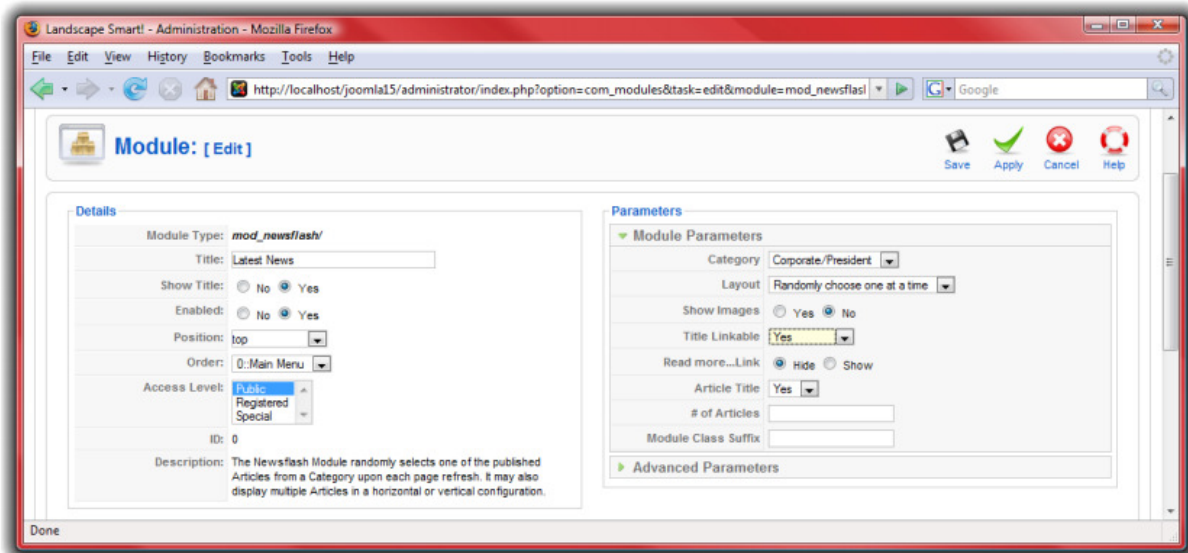 Landscape Smart! - Administration - Mozilla Firefox
File Edit View History Bookmarks Tools Help
http://localhost/joomla15/administrator/index.php?option=com_modules&task=edit&module=mod_newsflasl
G Google
Module: [ Edit ]
Save Apply Cancel Help
Details
Module Type: mod_newsflash/
Title: Latest News
Show Title: No Yes
Enabled: No Yes
Position: top
Order: 0::Main Menu
Access Level: Public
Registered
Special
ID: 0
Description: The Newsflash Module randomly selects one of the published
Articles from a Category upon each page refresh. It may also
display multiple Articles in a horizontal or vertical configuration.
Parameters
Module Parameters
Category Corporate/President
Layout Randomly choose one at a time
Show Images Yes No
Title Linkable Yes
Read more...Link Hide Show
Article Title Yes
# of Articles
Module Class Suffix
Advanced Parameters
Done